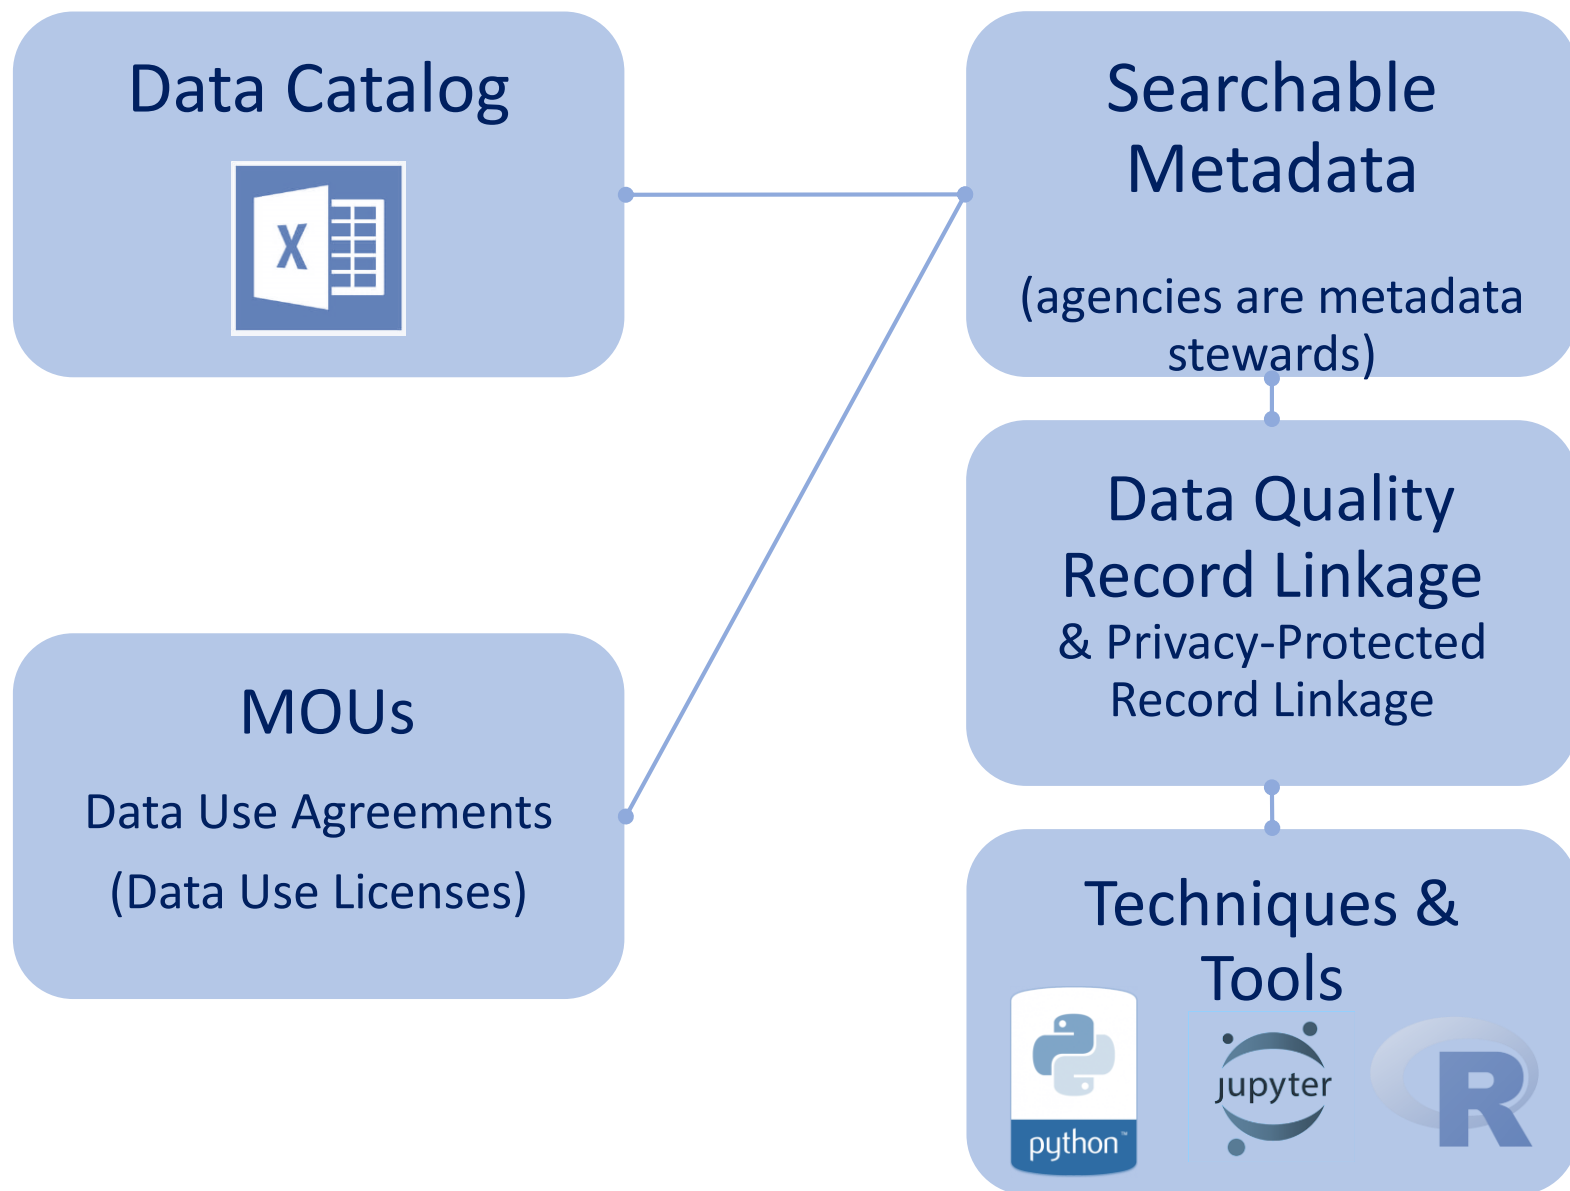 Data Catalog
X
MOUs
Data Use Agreements
(Data Use Licenses)
Searchable
Metadata
(agencies are metadata
stewards)
Data Quality
Record Linkage
& Privacy-Protected
Record Linkage
Techniques &
Tools
python™
jupyter
R